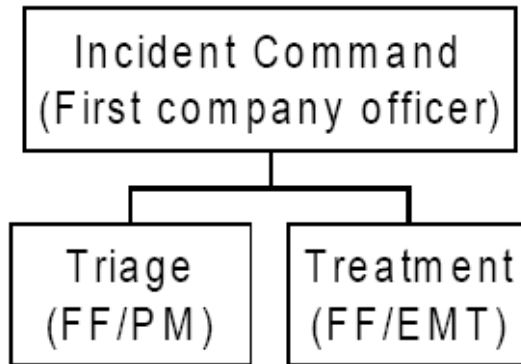 Incident Command
(First company officer)
Triage
(FF/PM)
Treatment
(FF/EMT)